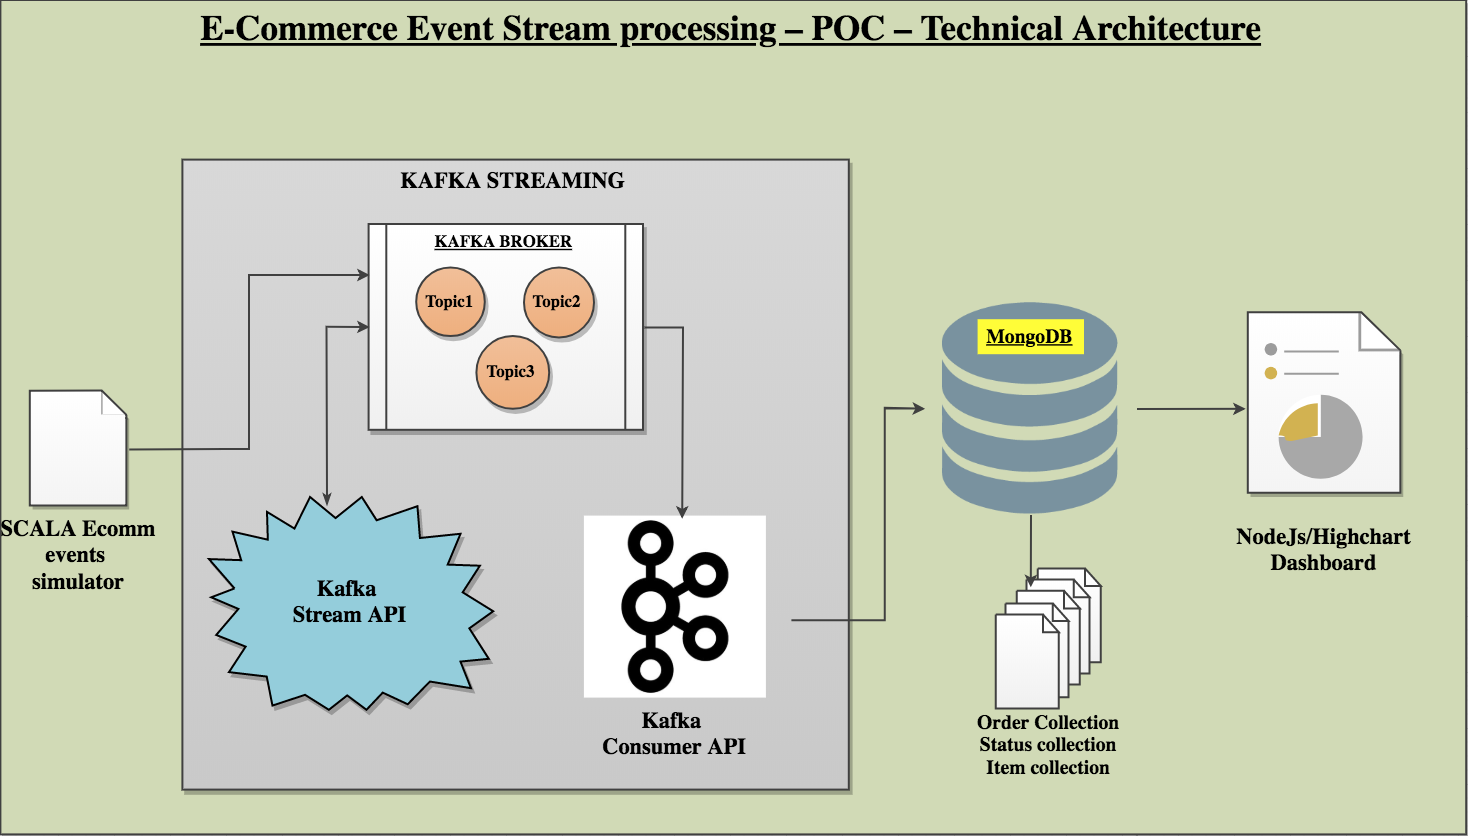 E-Commerce Event Stream processing – POC – Technical Architecture
KAFKA STREAMING
KAFKA BROKER
Topic1
Topic2
Topic3
SCALA Ecomm
events
simulator
Kafka
Stream API
Kafka
Consumer API
MongoDB
Order Collection
Status collection
Item collection
NodeJs/Highchart
Dashboard